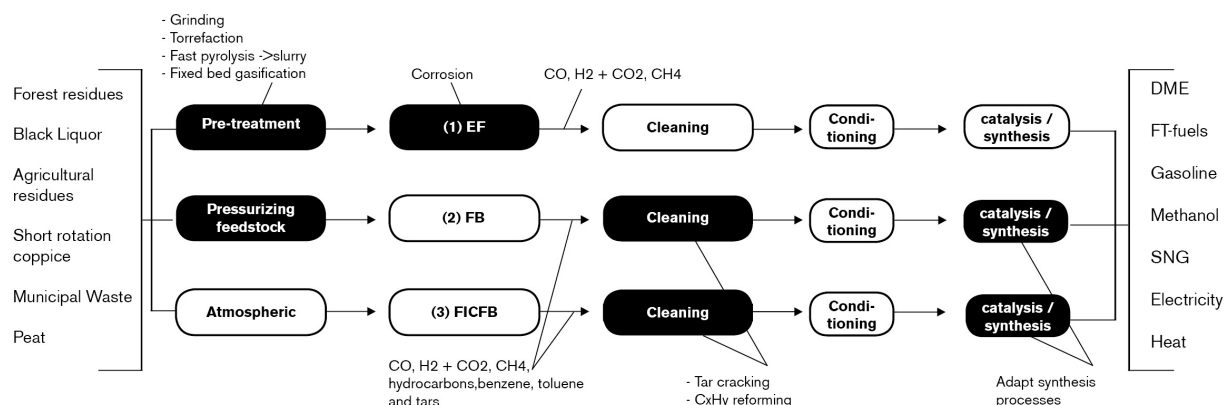 - Grinding
- Torrefaction
- Fast pyrolysis ->slurry
- Fixed bed gasification
Corrosion
CO, H2 + CO2, CH4
Forest residues
Black Liquor
Agricultural
residues
Short rotation
coppice
Municipal Waste
Peat
Pre-treatment
(1) EF
Cleaning
Condi-
tioning
catalysis /
synthesis
Pressurizing
feedstock
(2) FB
Cleaning
Condi-
tioning
catalysis /
synthesis
Atmospheric
(3) FICFB
Cleaning
Condi-
tioning
catalysis /
synthesis
DME
FT-fuels
Gasoline
Methanol
SNG
Electricity
Heat
CO, H2 + CO2, CH4,
hydrocarbons,benzene, toluene
and tars
- Tar cracking
- CxHy reforming
Adapt synthesis
processes